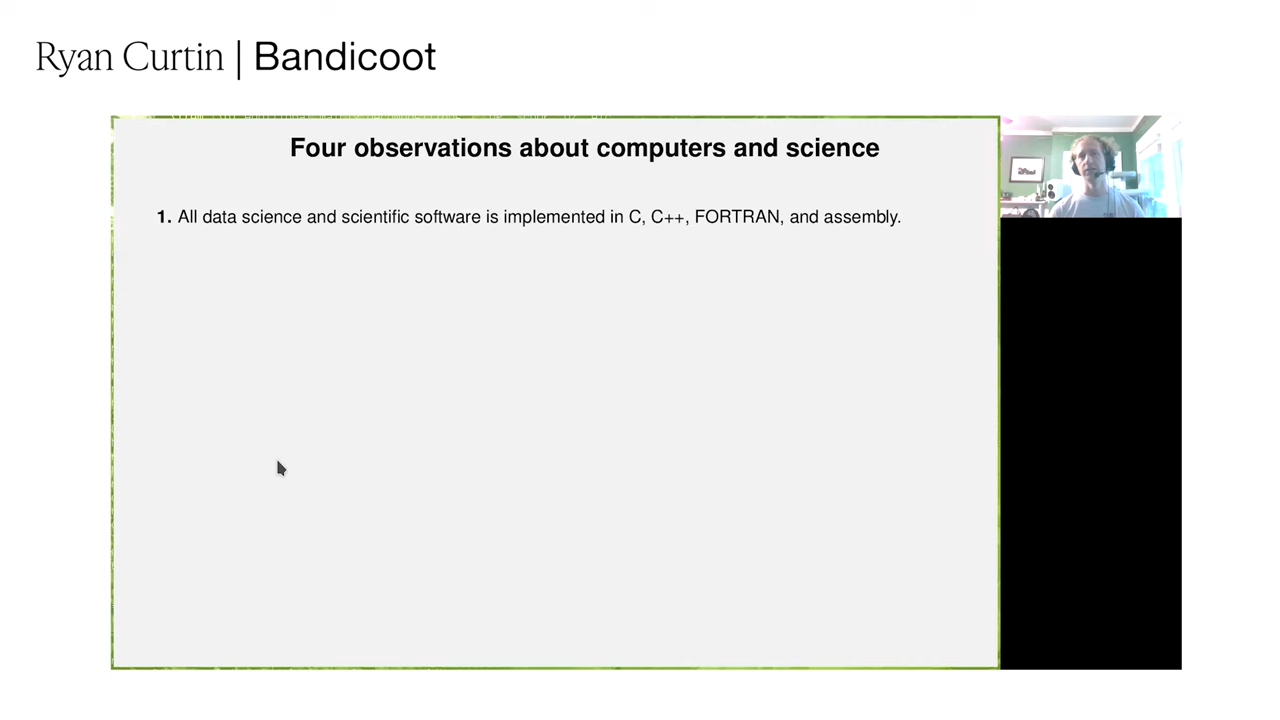 Ryan Curtin | Bandicoot
Four observations about computers and science
1. All data science and scientific software is implemented in C, C++, FORTRAN, and assembly.